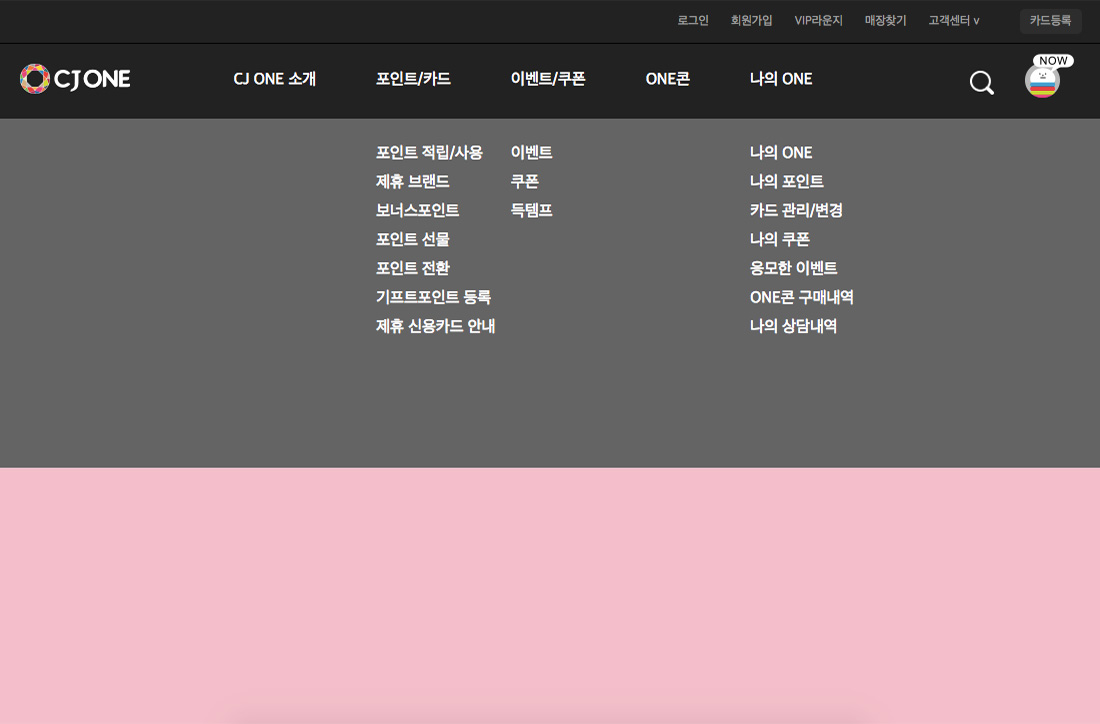 로그인 회원가입 VIP라운지 매장찾기 고객센터 ∨ 카드등록
CJ ONE CJ ONE 소개 포인트/카드 이벤트/쿠폰 ONE콘 나의 ONE NOW
포인트 적립/사용 이벤트 나의 ONE
제휴 브랜드 쿠폰 나의 포인트
보너스포인트 득템프 카드 관리/변경
포인트 선물 나의 쿠폰
포인트 전환 응모한 이벤트
기프트포인트 등록 ONE콘 구매내역
제휴 신용카드 안내 나의 상담내역